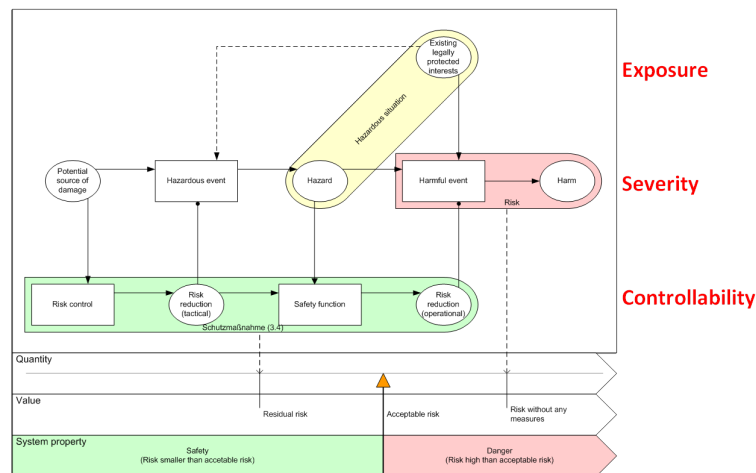 Existing
legally
protected
interests
Exposure
Hazardous situation
Potential
source of
damage
Hazardous event
Hazard
Harmful event
Harm
Severity
Risk
Risk control
Risk
reduction
(tactical)
Safety function
Risk
reduction
(operational)
Controllability
Schutzmaßnahme (3.4)
Quantity
Value
Residual risk
Acceptable risk
Risk without any
measures
System property
Safety
(Risk smaller than accetable risk)
Danger
(Risk high than acceptable risk)